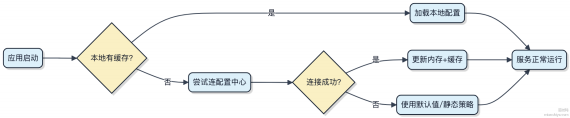 应用启动
本地有缓存?
是
加载本地配置
否
尝试连配置中心
连接成功?
是
更新内存+缓存
否
使用默认值/静态策略
服务正常运行